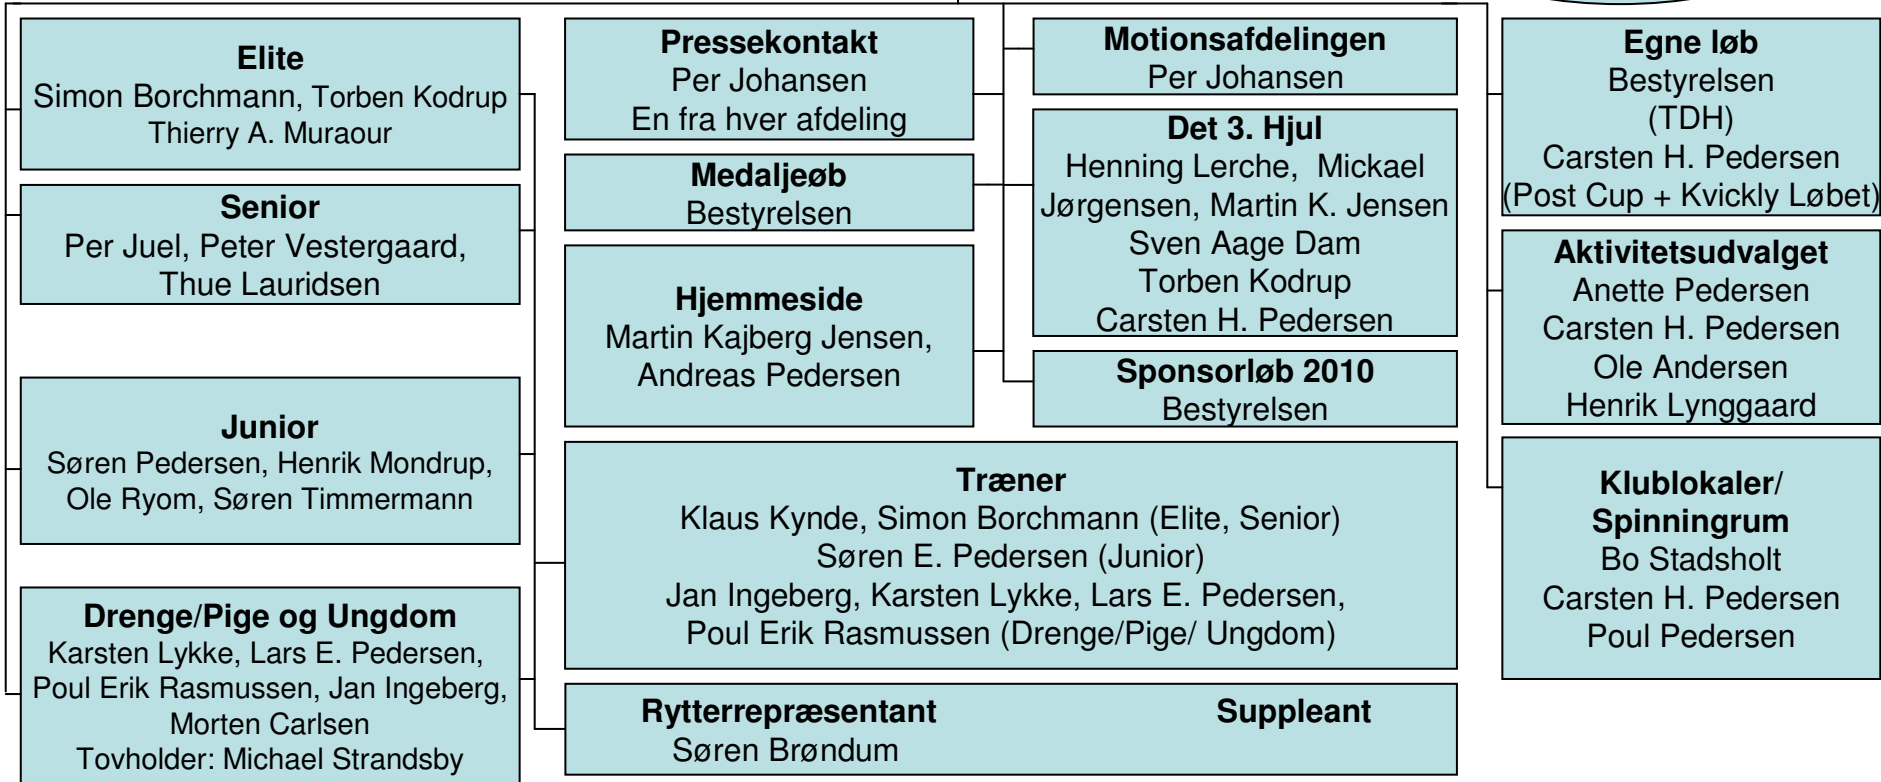 Elite
Simon Borchmann, Torben Kodrup
Thierry A. Muraour
Senior
Per Juel, Peter Vestergaard,
Thue Lauridsen
Junior
Søren Pedersen, Henrik Mondrup,
Ole Ryom, Søren Timmermann
Drenge/Pige og Ungdom
Karsten Lykke, Lars E. Pedersen,
Poul Erik Rasmussen, Jan Ingeberg,
Morten Carlsen
Tovholder: Michael Strandsby
Pressekontakt
Per Johansen
En fra hver afdeling
Medaljeøb
Bestyrelsen
Hjemmeside
Martin Kajberg Jensen,
Andreas Pedersen
Motionsafdelingen
Per Johansen
Det 3. Hjul
Henning Lerche,  Mickael
Jørgensen, Martin K. Jensen
Sven Aage Dam
Torben Kodrup
Carsten H. Pedersen
Sponsorløb 2010
Bestyrelsen
Træner
Klaus Kynde, Simon Borchmann (Elite, Senior)
Søren E. Pedersen (Junior)
Jan Ingeberg, Karsten Lykke, Lars E. Pedersen,
Poul Erik Rasmussen (Drenge/Pige/ Ungdom)
Rytterrepræsentant Suppleant
Søren Brøndum
Egne løb
Bestyrelsen
(TDH)
Carsten H. Pedersen
(Post Cup + Kvickly Løbet)
Aktivitetsudvalget
Anette Pedersen
Carsten H. Pedersen
Ole Andersen
Henrik Lynggaard
Klublokaler/
Spinningrum
Bo Stadsholt
Carsten H. Pedersen
Poul Pedersen